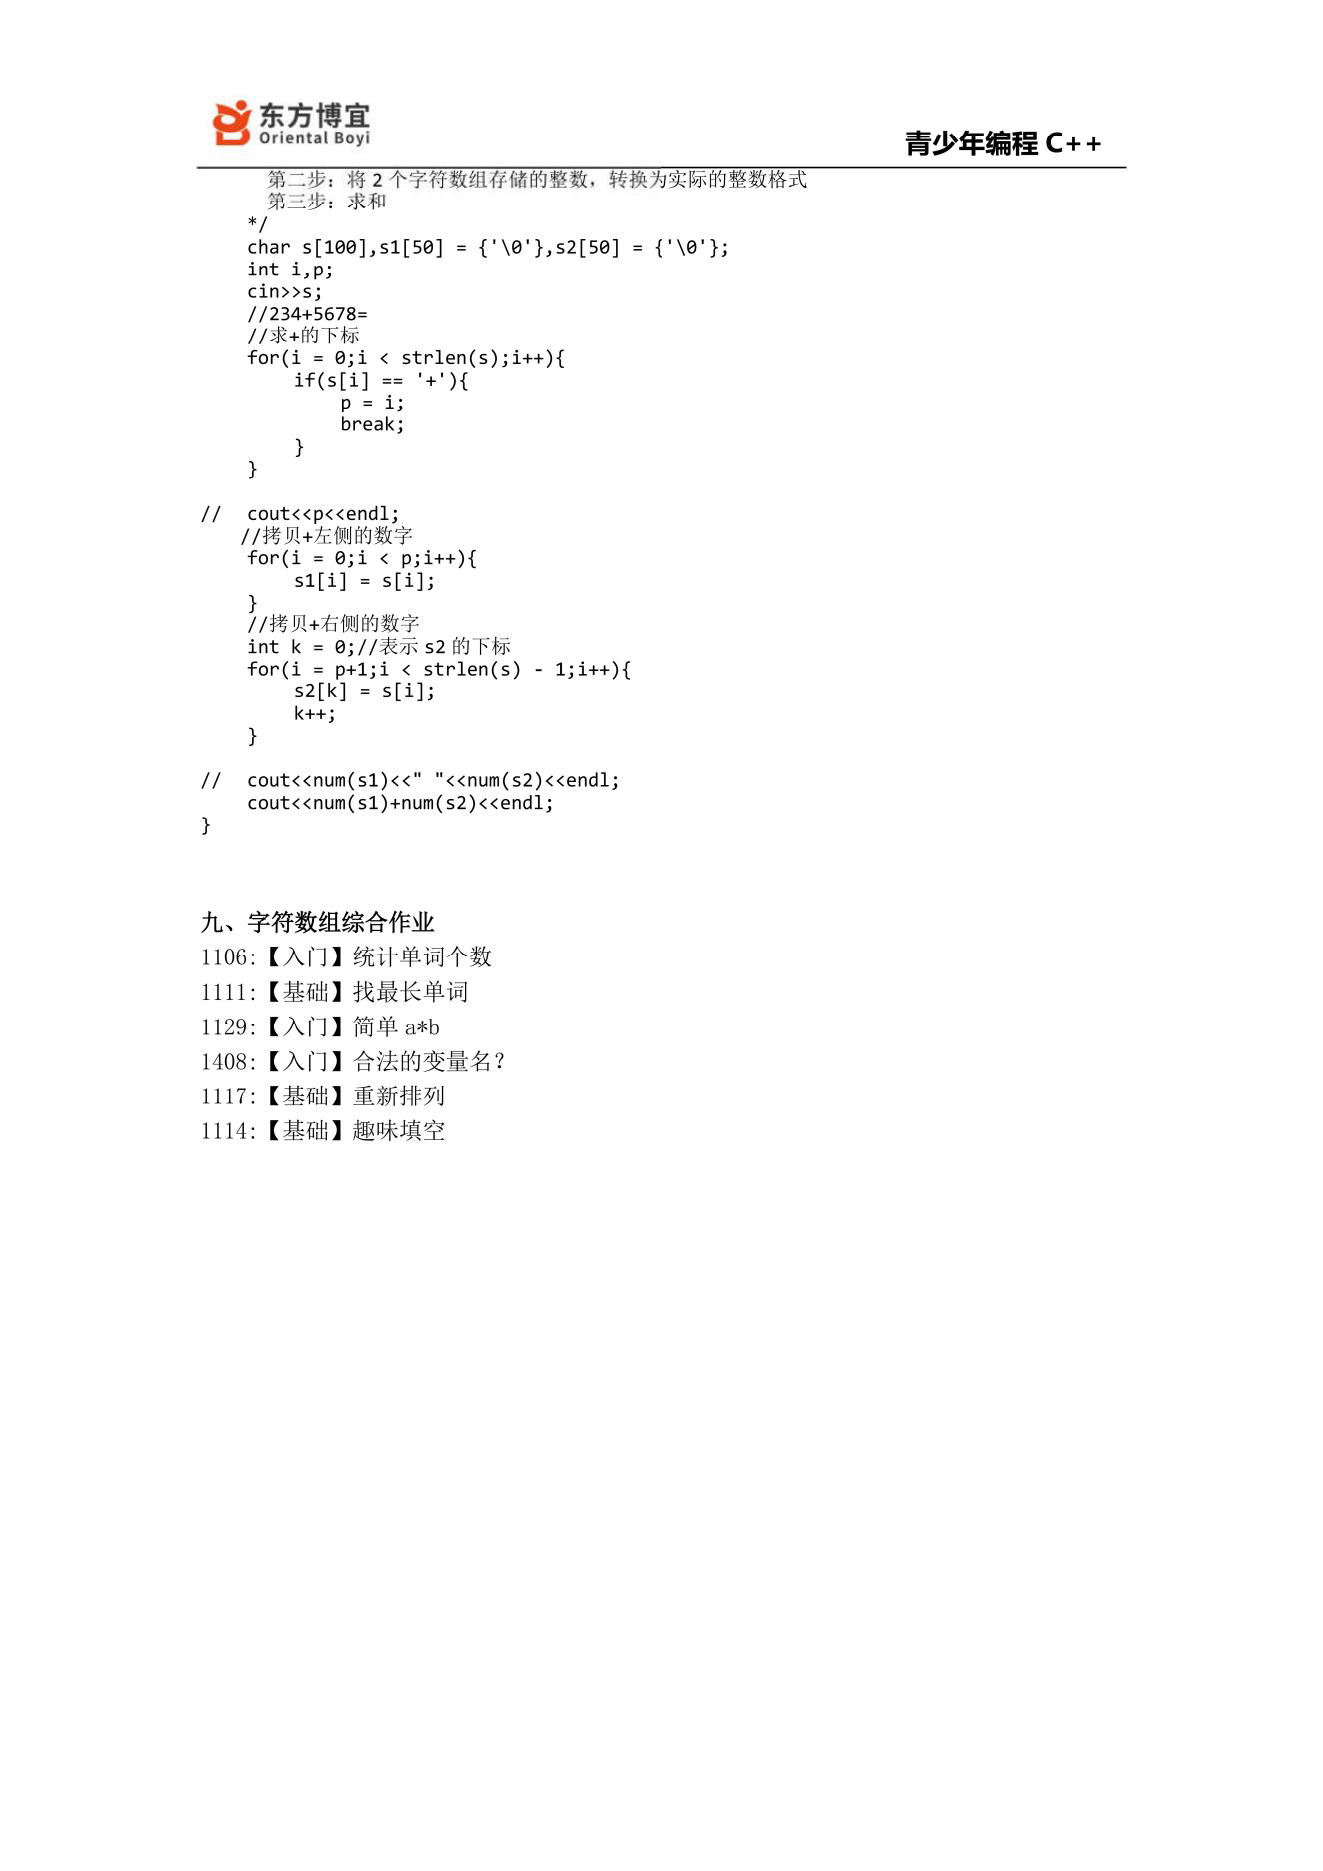 东方博宜
Oriental Boyi
青少年编程 C++
第二步：将 2 个字符数组存储的整数，转换为实际的整数格式
第三步：求和
*/
char s[100],s1[50] = {'\0'},s2[50] = {'\0'};
int i,p;
cin>>s;
//234+5678=
//求+的下标
for(i = 0;i < strlen(s);i++){
if(s[i] == '+'){
p = i;
break;
}
}
// cout<<p<<endl;
//拷贝+左侧的数字
for(i = 0;i < p;i++){
s1[i] = s[i];
}
//拷贝+右侧的数字
int k = 0;//表示 s2 的下标
for(i = p+1;i < strlen(s) - 1;i++){
s2[k] = s[i];
k++;
}
// cout<<num(s1)<<" "<<num(s2)<<endl;
cout<<num(s1)+num(s2)<<endl;
}
九、字符数组综合作业
1106:【入门】统计单词个数
1111:【基础】找最长单词
1129:【入门】简单 a*b
1408:【入门】合法的变量名？
1117:【基础】重新排列
1114:【基础】趣味填空